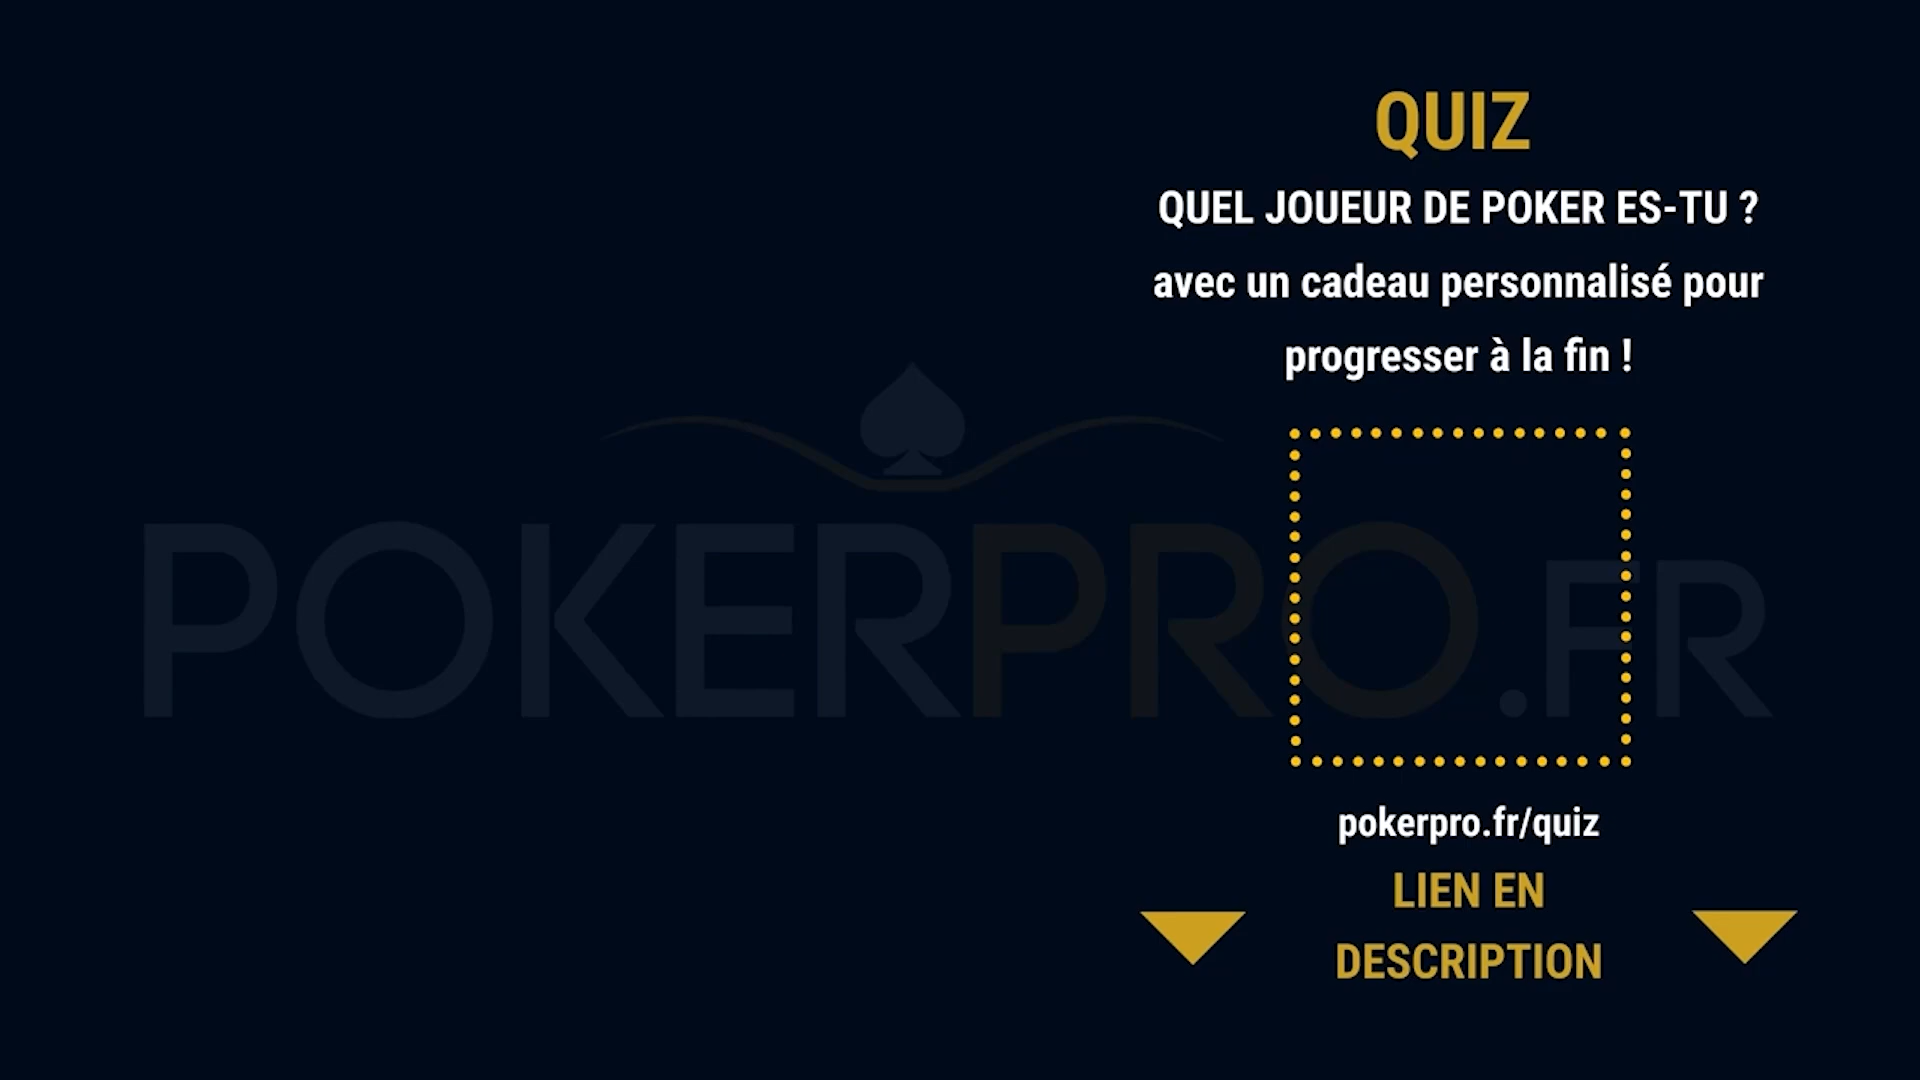 QUIZ
QUEL JOUEUR DE POKER ES-TU ?
avec un cadeau personnalisé pour
progresser à la fin !
POKERPRO.FR
pokerpro.fr/quiz
LIEN EN
DESCRIPTION